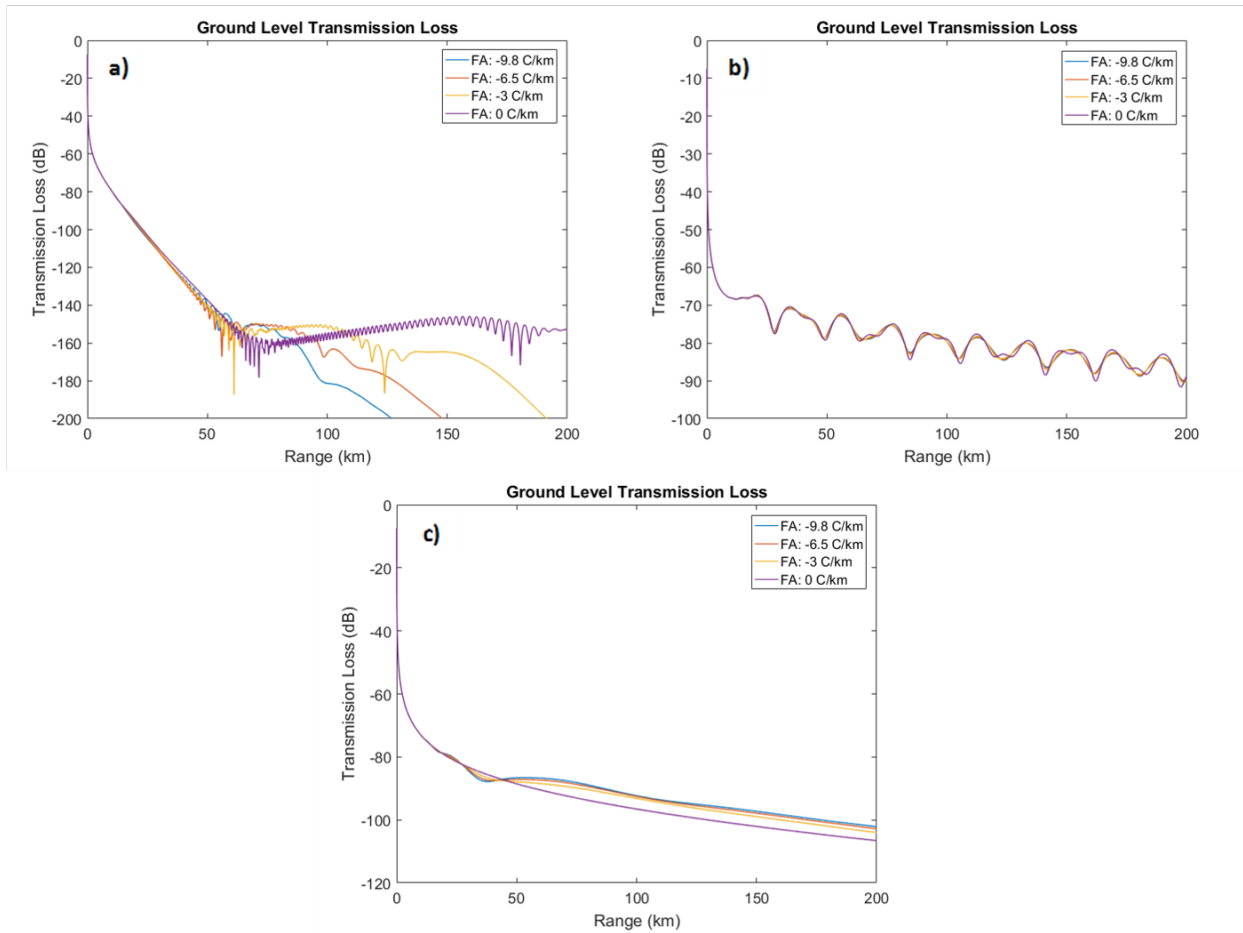 Ground Level Transmission Loss
a)
FA: -9.8 C/km
FA: -6.5 C/km
FA: -3 C/km
FA: 0 C/km
0
-20
-40
-60
-80
-100
-120
-140
-160
-180
-200
Transmission Loss (dB)
0 50 100 150 200
Range (km)
Ground Level Transmission Loss
b)
FA: -9.8 C/km
FA: -6.5 C/km
FA: -3 C/km
FA: 0 C/km
0
-10
-20
-30
-40
-50
-60
-70
-80
-90
-100
Transmission Loss (dB)
0 50 100 150 200
Range (km)
Ground Level Transmission Loss
c)
FA: -9.8 C/km
FA: -6.5 C/km
FA: -3 C/km
FA: 0 C/km
0
-20
-40
-60
-80
-100
-120
Transmission Loss (dB)
0 50 100 150 200
Range (km)